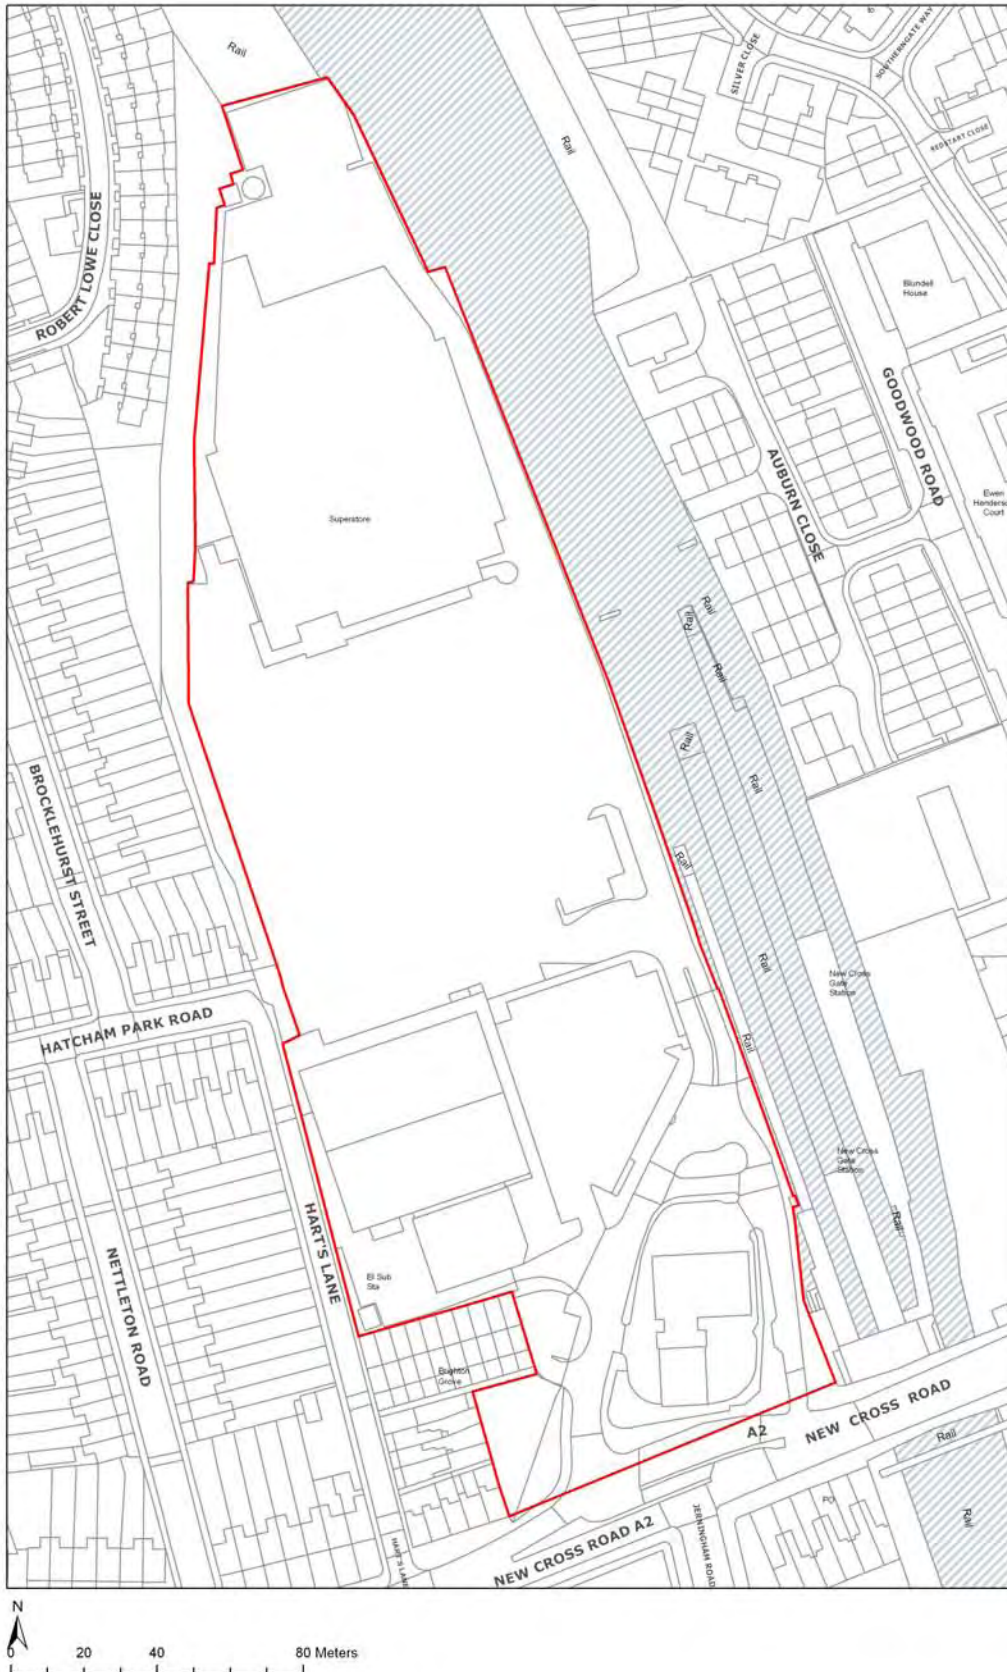 Rail
SILVER CLOSE
SOUTHERNGATE WAY
REDSTART CLOSE
Rail
ROBERT LOWE CLOSE
Blundell
House
GOODWOOD ROAD
AUBURN CLOSE
Ewen
Henderson
Court
Superstore
Rail
Rail
Rail
Rail
Rail
BROCKLEHURST STREET
Rail
Rail
New Cross
Gate
Station
HATCHAM PARK ROAD
Rail
New Cross
Gate
Station
HART'S LANE
Rail
NETTLETON ROAD
El Sub
Sta
Brighton
Grove
A2
NEW CROSS ROAD
Rail
PO
Rail
JERNINGHAM ROAD
HART'S LANE
NEW CROSS ROAD A2
N
0 20 40 80 Meters